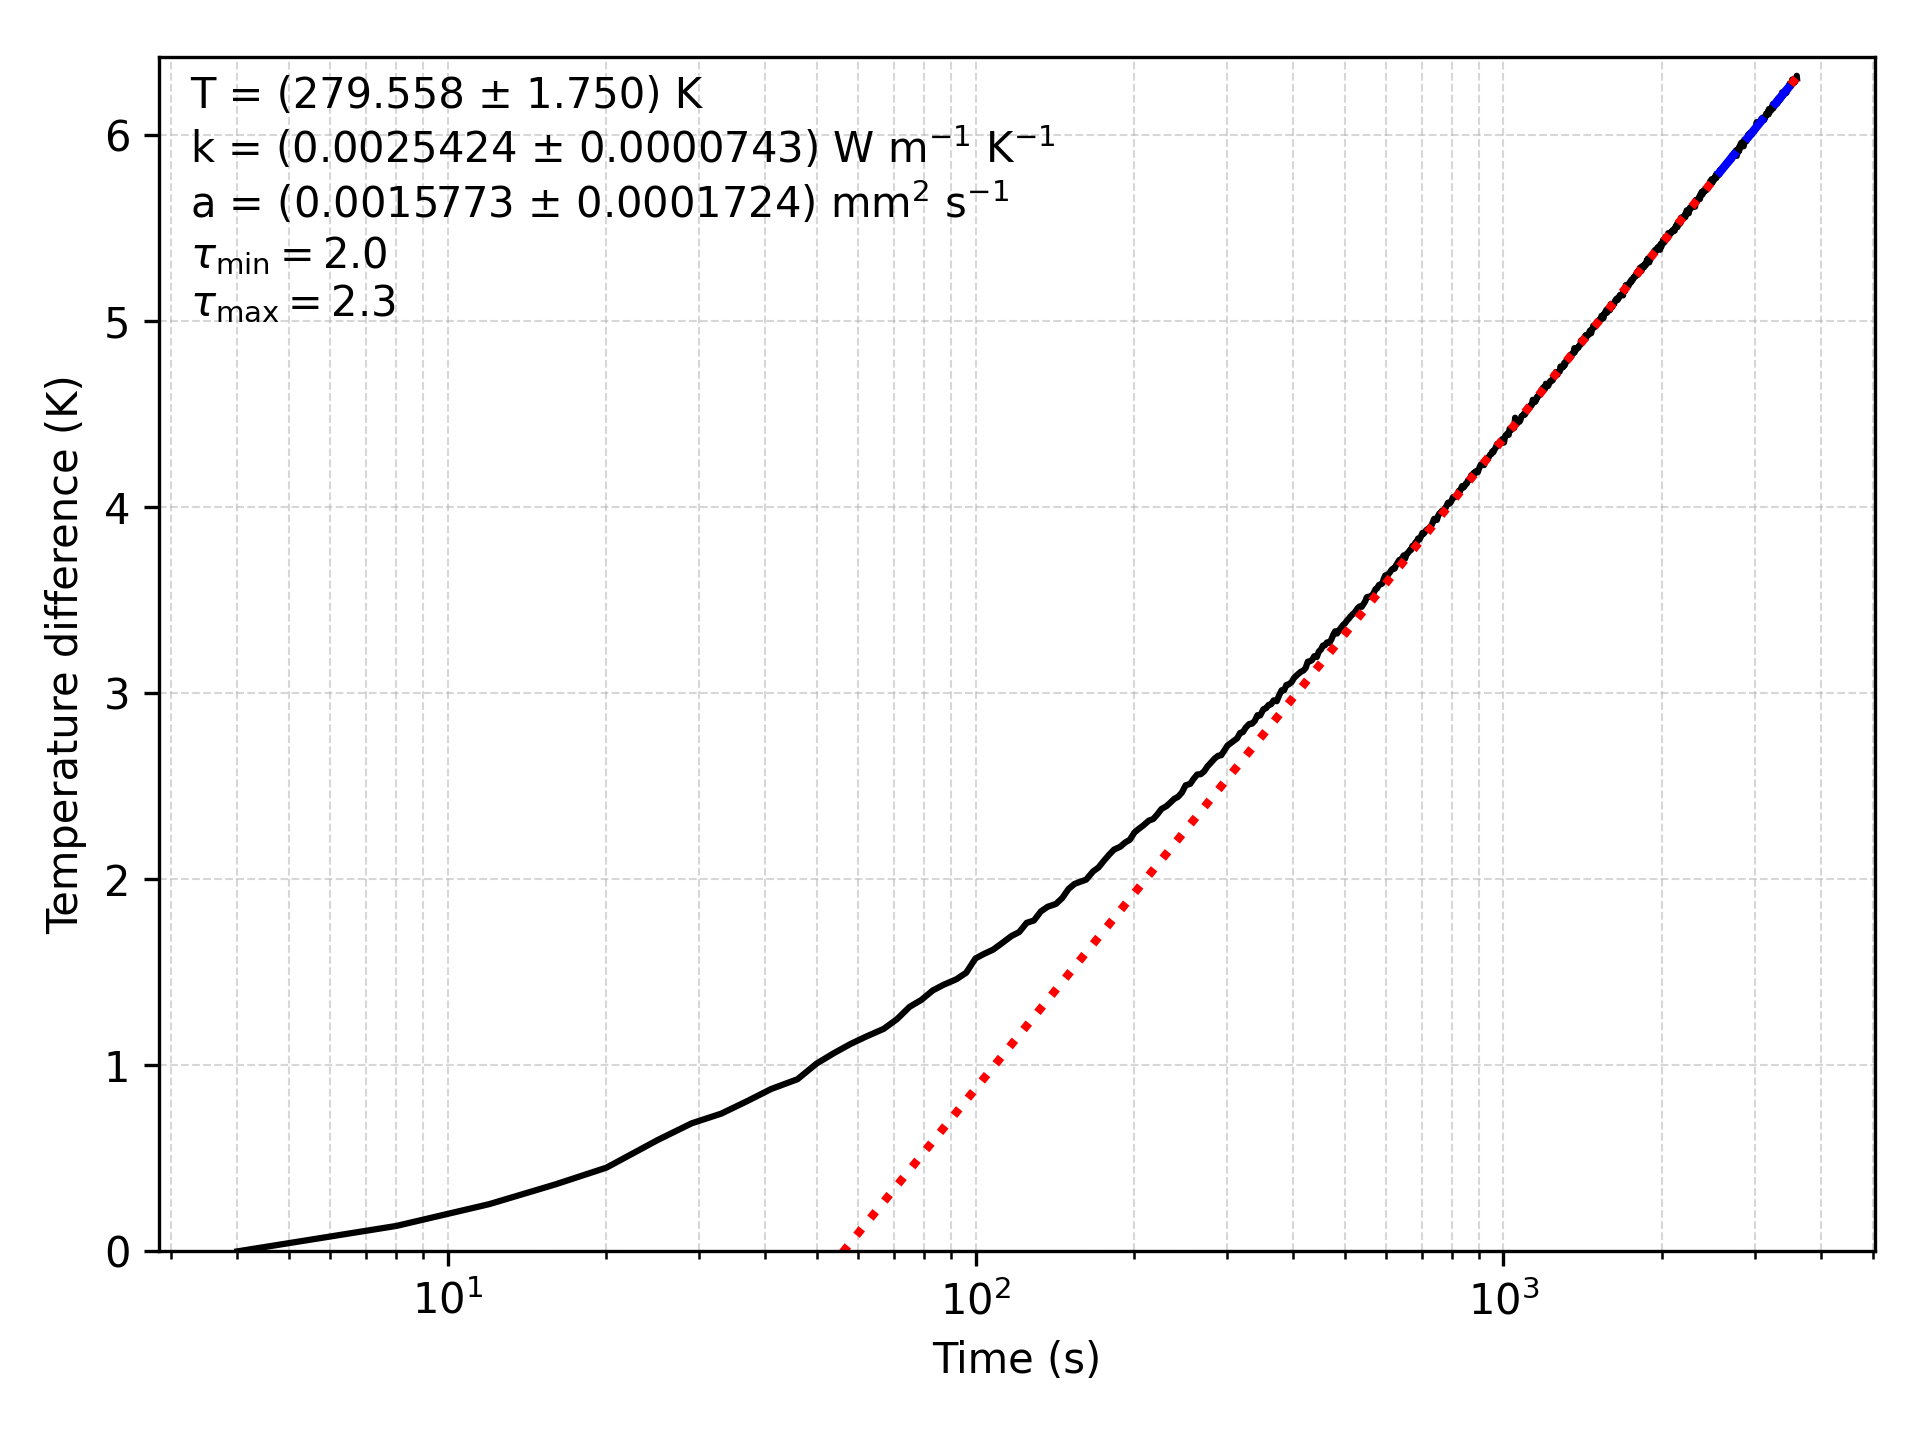 T = (279.558 ± 1.750) K
k = (0.0025424 ± 0.0000743) W m⁻¹ K⁻¹
a = (0.0015773 ± 0.0001724) mm² s⁻¹
τmin = 2.0
τmax = 2.3
Temperature difference (K)
6
5
4
3
2
1
0
10¹ 10² 10³
Time (s)